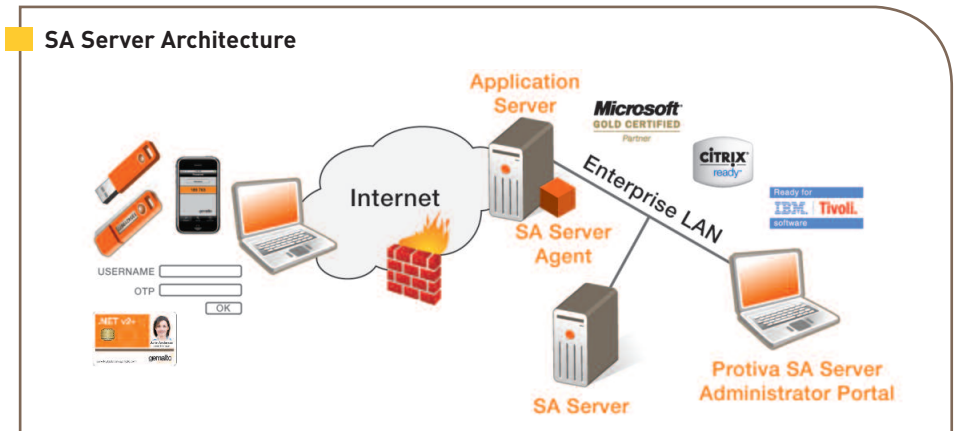 SA Server Architecture
Application
Server
Microsoft
GOLD CERTIFIED
Partner
CITRIX
ready
Enterprise LAN
Ready for
IBM. Tivoli.
software
Internet
SA Server
Agent
USERNAME
OTP
OK
.NET v2+
gemalto
SA Server
Protiva SA Server
Administrator Portal